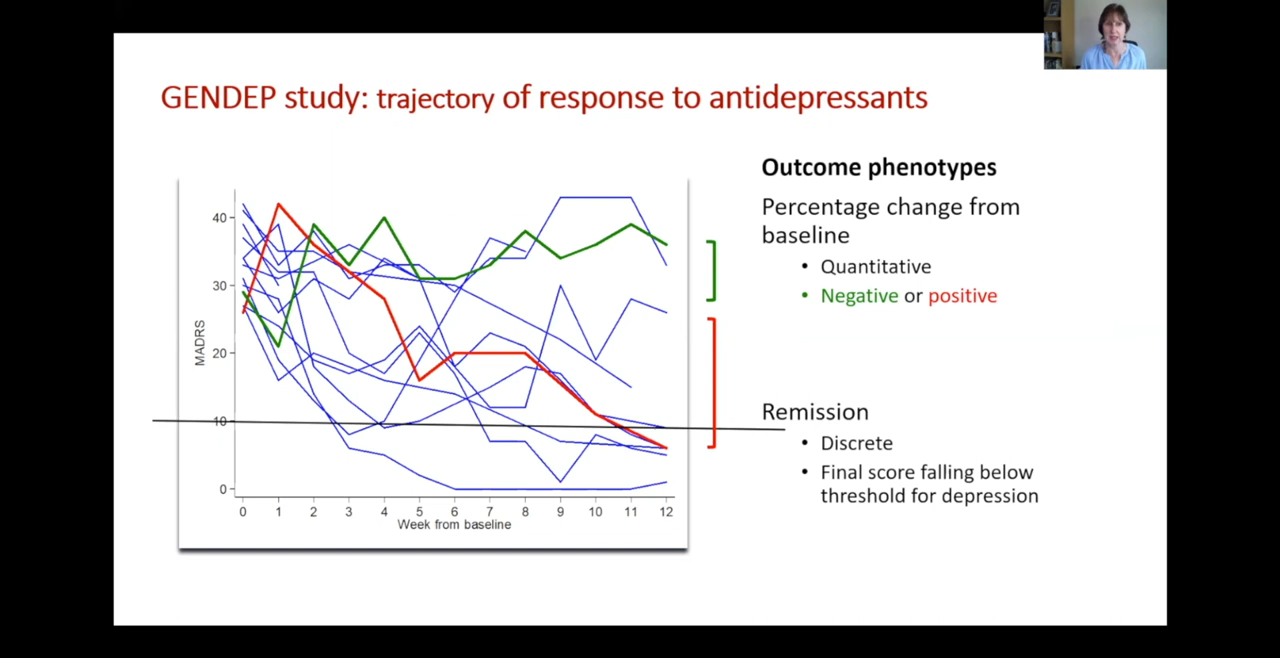 GENDEP study: trajectory of response to antidepressants
MADRS
40
30
20
10
0
0 1 2 3 4 5 6 7 8 9 10 11 12
Week from baseline
Outcome phenotypes
Percentage change from
baseline
• Quantitative
• Negative or positive
Remission
• Discrete
• Final score falling below
threshold for depression